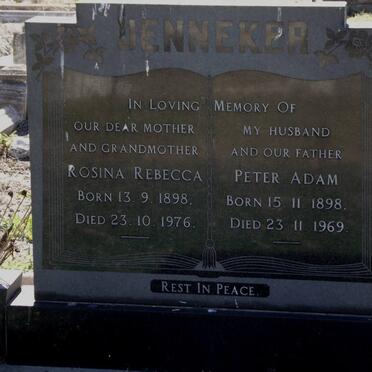 JENNEKER
IN LOVING MEMORY OF
OUR DEAR MOTHER
AND GRANDMOTHER
ROSINA REBECCA
BORN 13. 9. 1898.
DIED 23. 10. 1976.
MY HUSBAND
AND OUR FATHER
PETER ADAM
BORN 15. 11. 1898.
DIED 23. 11. 1969.
REST IN PEACE.